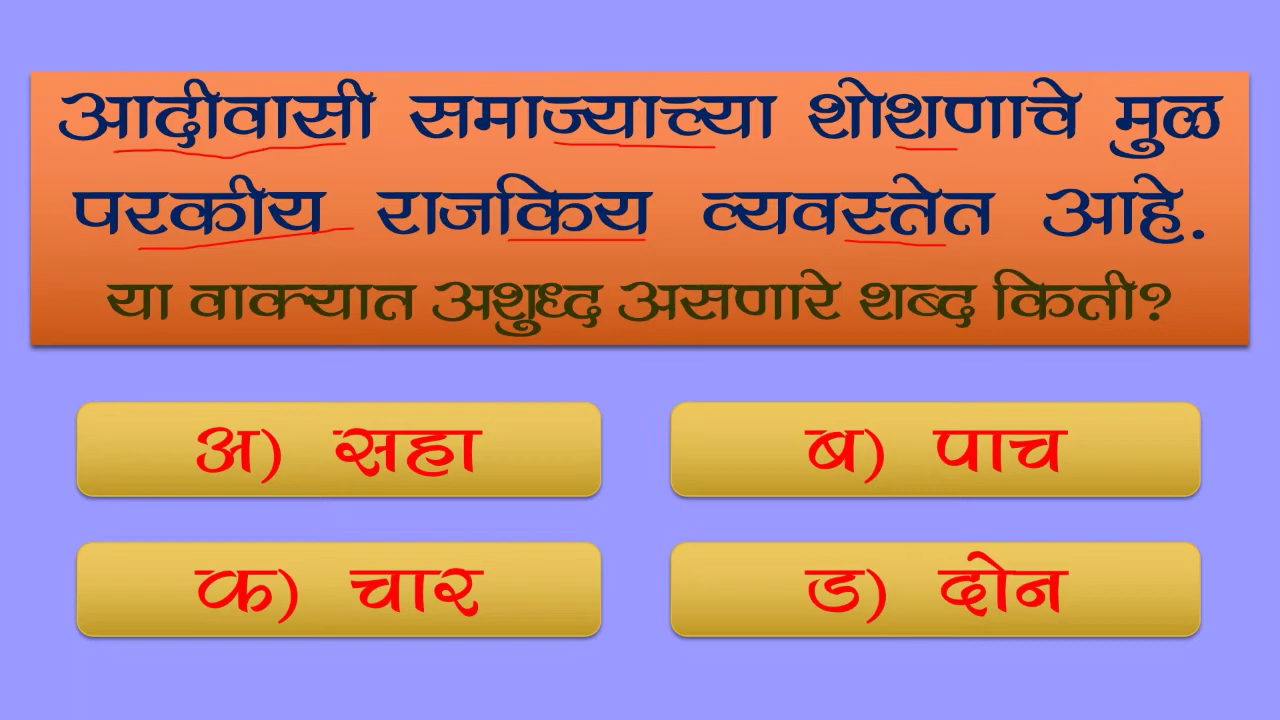 आदीवासी समाज्याच्या शोशणाचे मुळ
परकीय राजकिय व्यवस्तेत आहे.
या वाक्यात अशुध्द असणारे शब्द किती?
अ) सहा
ब) पाच
क) चार
ड) दोन